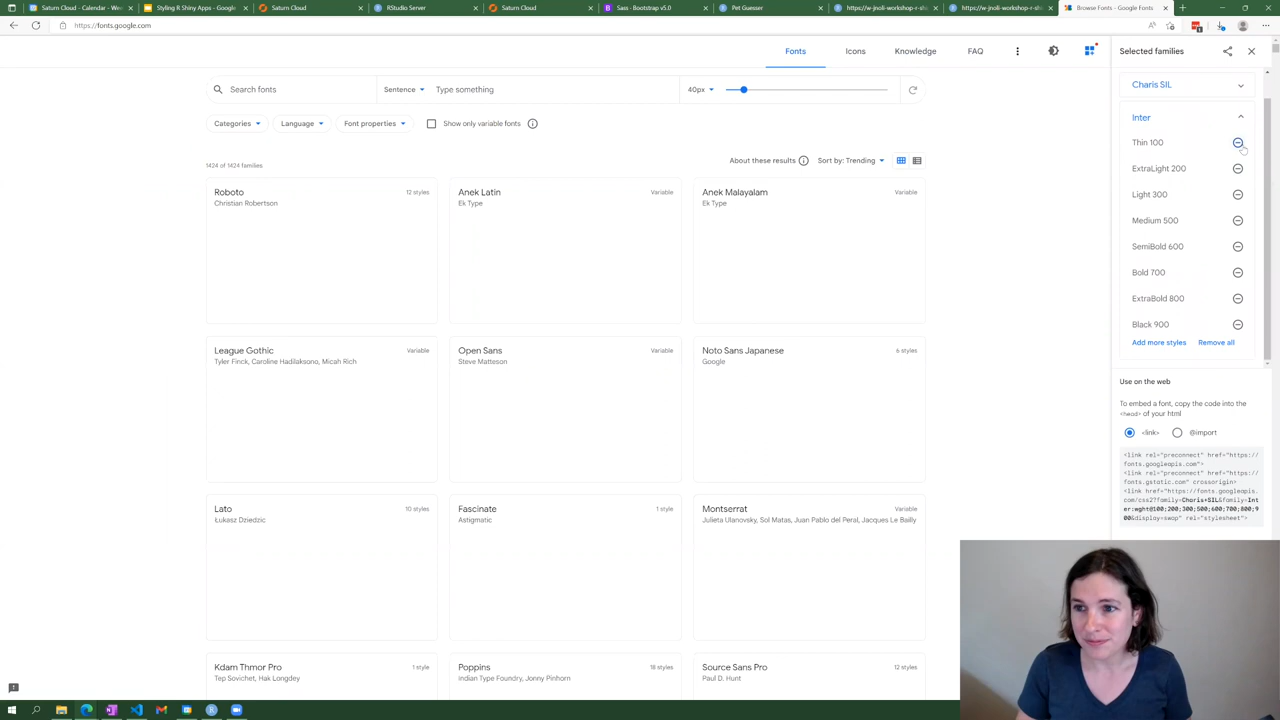 Saturn Cloud - Calendar - Wee
Styling R Shiny Apps - Google
Saturn Cloud
RStudio Server
Saturn Cloud
Sass · Bootstrap v5.0
Pet Guesser
https://w-jnoli-workshop-r-sh
https://w-jnoli-workshop-r-sh
Browse Fonts - Google Fonts
https://fonts.google.com
Fonts
Icons
Knowledge
FAQ
Selected families
Search fonts
Sentence
Type something
40px
Categories
Language
Font properties
Show only variable fonts
1424 of 1424 families
About these results
Sort by: Trending
Roboto
12 styles
Christian Robertson
Anek Latin
Variable
Ek Type
Anek Malayalam
Variable
Ek Type
League Gothic
Variable
Tyler Finck, Caroline Hadilaksono, Micah Rich
Open Sans
Variable
Steve Matteson
Noto Sans Japanese
6 styles
Google
Lato
10 styles
Łukasz Dziedzic
Fascinate
1 style
Astigmatic
Montserrat
Variable
Julieta Ulanovsky, Sol Matas, Juan Pablo del Peral, Jacques Le Bailly
Kdam Thmor Pro
1 style
Tep Sovichet, Hak Longdey
Poppins
18 styles
Indian Type Foundry, Jonny Pinhorn
Source Sans Pro
12 styles
Paul D. Hunt
Charis SIL
Inter
Thin 100
ExtraLight 200
Light 300
Medium 500
SemiBold 600
Bold 700
ExtraBold 800
Black 900
Add more styles
Remove all
Use on the web
To embed a font, copy the code into the
<head> of your html
<link>
@import
<link rel="preconnect" href="https://
fonts.googleapis.com">
<link rel="preconnect" href="https://
fonts.gstatic.com" crossorigin>
<link href="https://fonts.googleapis.
com/css2?family=Charis+SIL&family=Int
er:wght@100;200;300;500;600;700;800;9
00&display=swap" rel="stylesheet">